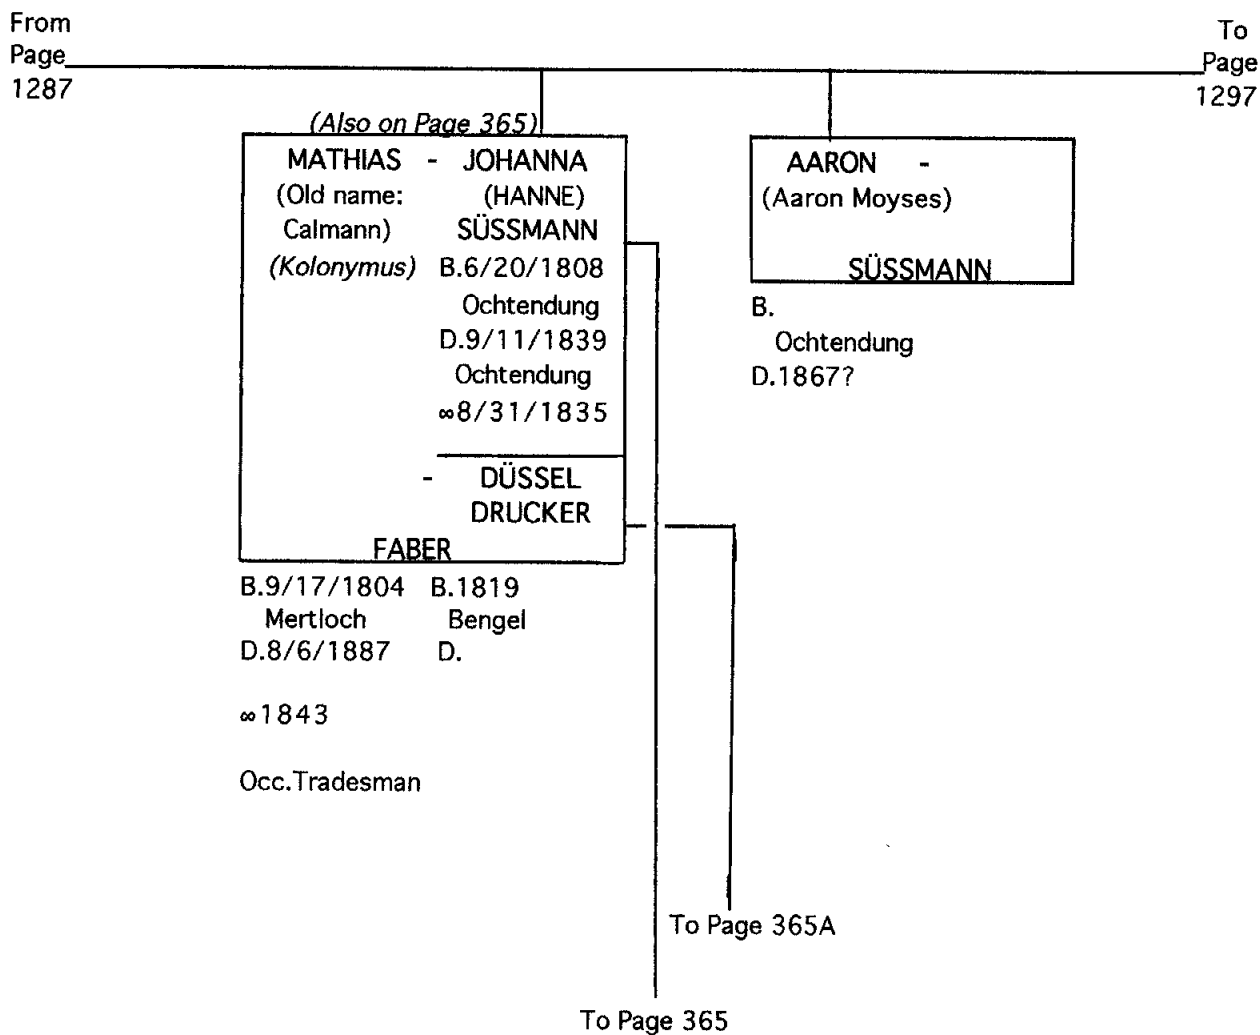 From
Page
1287
To
Page
1297
(Also on Page 365)
MATHIAS - JOHANNA
(Old name: (HANNE)
Calmann) SÜSSMANN
(Kolonymus) B.6/20/1808
Ochtendung
D.9/11/1839
Ochtendung
∞8/31/1835
- DÜSSEL
DRUCKER
FABER
B.9/17/1804 B.1819
Mertloch Bengel
D.8/6/1887 D.
∞1843
Occ.Tradesman
AARON -
(Aaron Moyses)
SÜSSMANN
B.
Ochtendung
D.1867?
To Page 365A
To Page 365